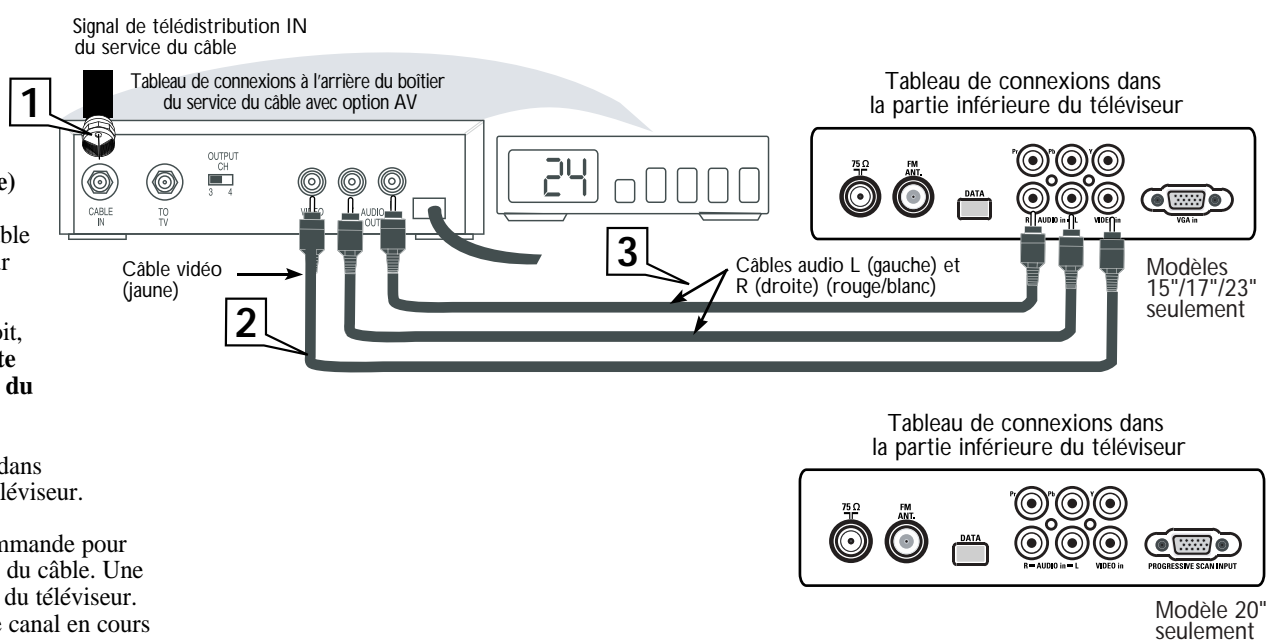 Signal de télédistribution IN
du service du câble
Tableau de connexions à l'arrière du boîtier
du service du câble avec option AV
1
OUTPUT
CH
3 4
CABLE
IN
TO
TV
VIDEO
AUDIO
OUT
24
Câble vidéo
(jaune)
2
3
Câbles audio L (gauche) et
R (droite) (rouge/blanc)
Tableau de connexions dans
la partie inférieure du téléviseur
75 Ω
FM
ANT.
DATA
Pr Pb Y
R AUDIO in L VIDEO in
VGA in
Modèles
15"/17"/23"
seulement
Tableau de connexions dans
la partie inférieure du téléviseur
75 Ω
FM
ANT.
DATA
Pr Pb Y
R AUDIO in L VIDEO in
PROGRESSIVE SCAN INPUT
Modèle 20"
seulement
e)
ble
ur
oit,
te
du
dans
léviseur.
mmande pour
du câble. Une
du téléviseur.
e canal en cours